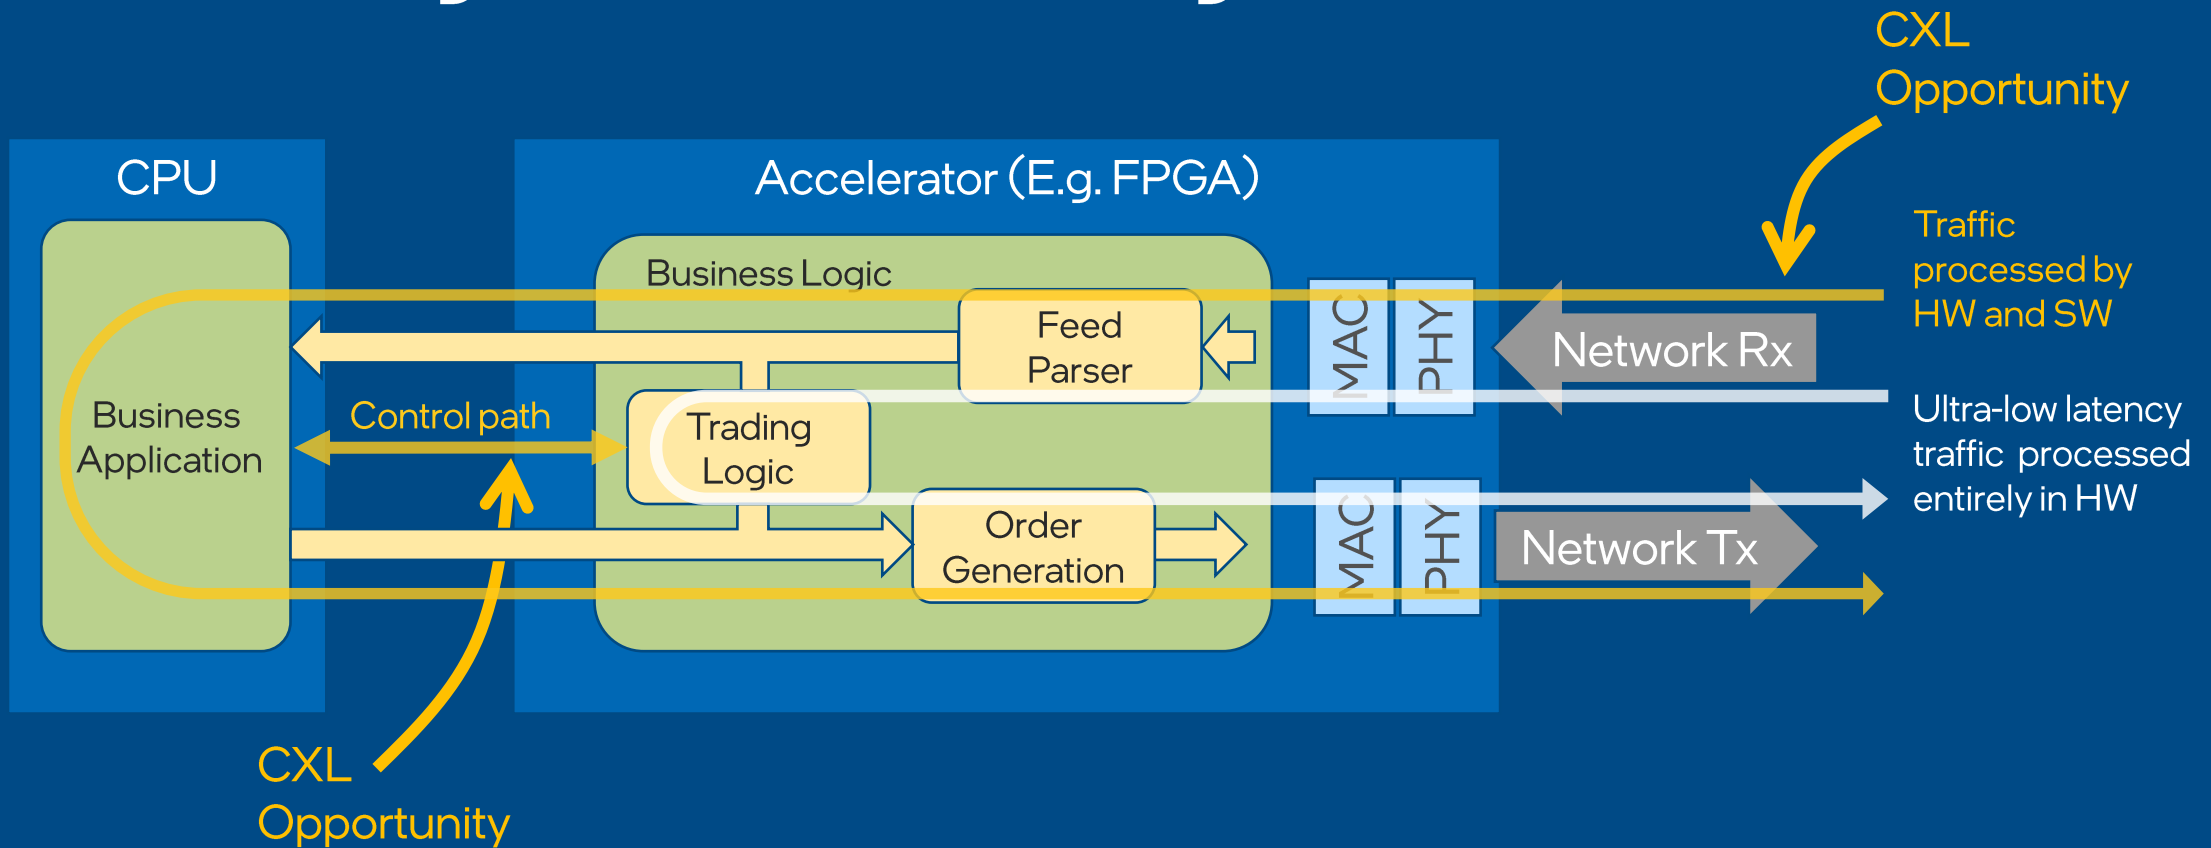 CXL
Opportunity
CPU
Accelerator (E.g. FPGA)
Traffic
processed by
HW and SW
Business Logic
Feed
Parser
MAC
PHY
Network Rx
Business
Application
Control path
Trading
Logic
Ultra-low latency
traffic processed
entirely in HW
Order
Generation
MAC
PHY
Network Tx
CXL
Opportunity